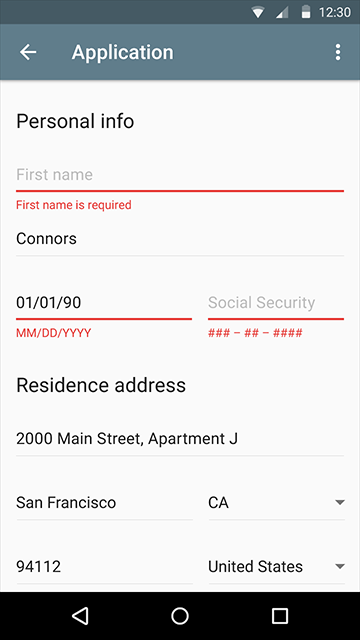 12:30
Application
Personal info
First name
First name is required
Connors
01/01/90 Social Security
MM/DD/YYYY ### – ## – ####
Residence address
2000 Main Street, Apartment J
San Francisco CA
94112 United States